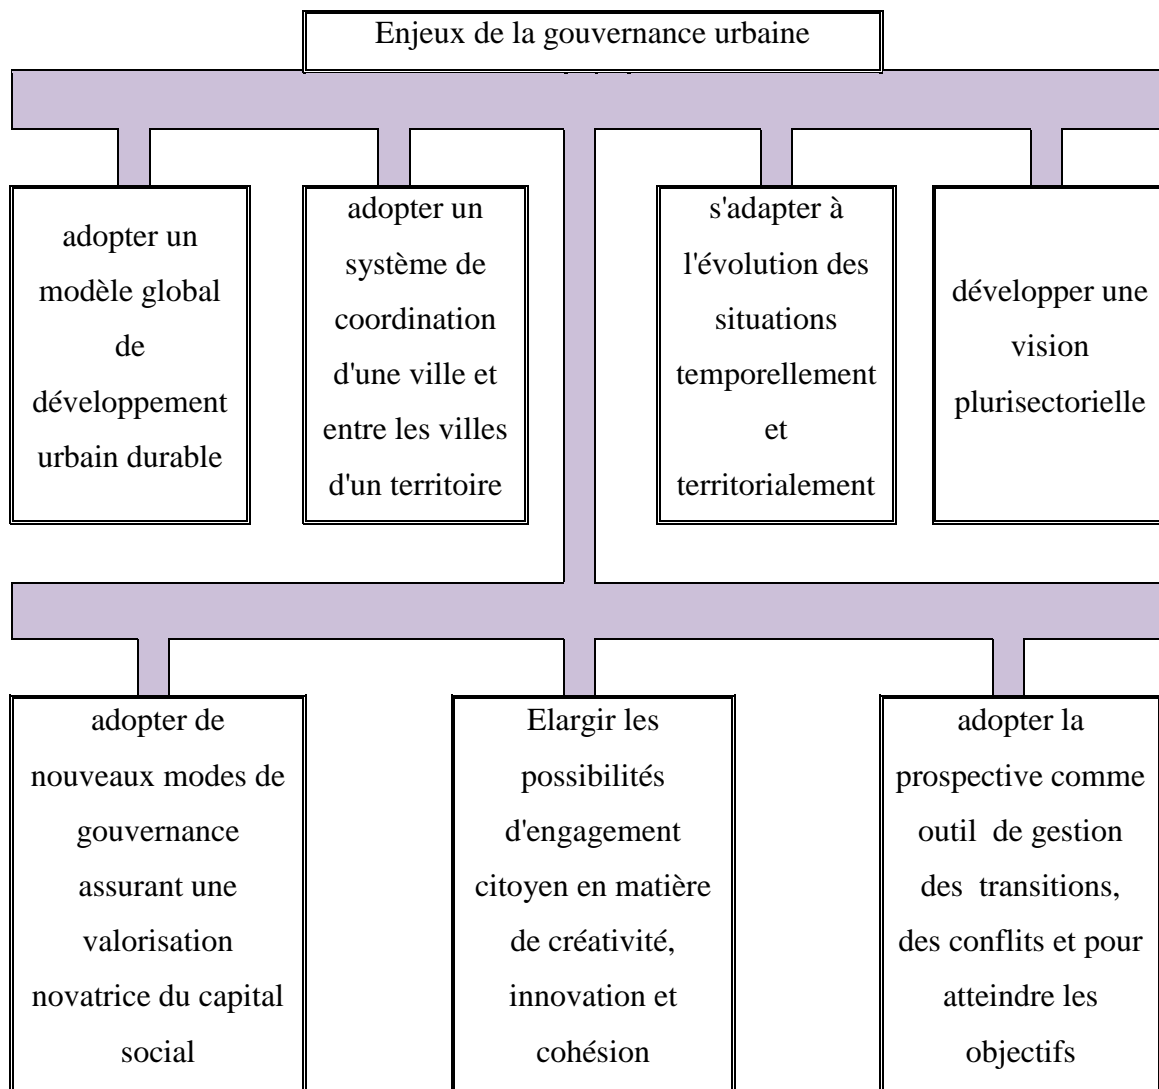 Enjeux de la gouvernance urbaine
adopter un
modèle global
de
développement
urbain durable
adopter un
système de
coordination
d'une ville et
entre les villes
d'un territoire
s'adapter à
l'évolution des
situations
temporellement
et
territorialement
développer une
vision
plurisectorielle
adopter de
nouveaux modes de
gouvernance
assurant une
valorisation
novatrice du capital
social
Elargir les
possibilités
d'engagement
citoyen en matière
de créativité,
innovation et
cohésion
adopter la
prospective comme
outil de gestion
des transitions,
des conflits et pour
atteindre les
objectifs